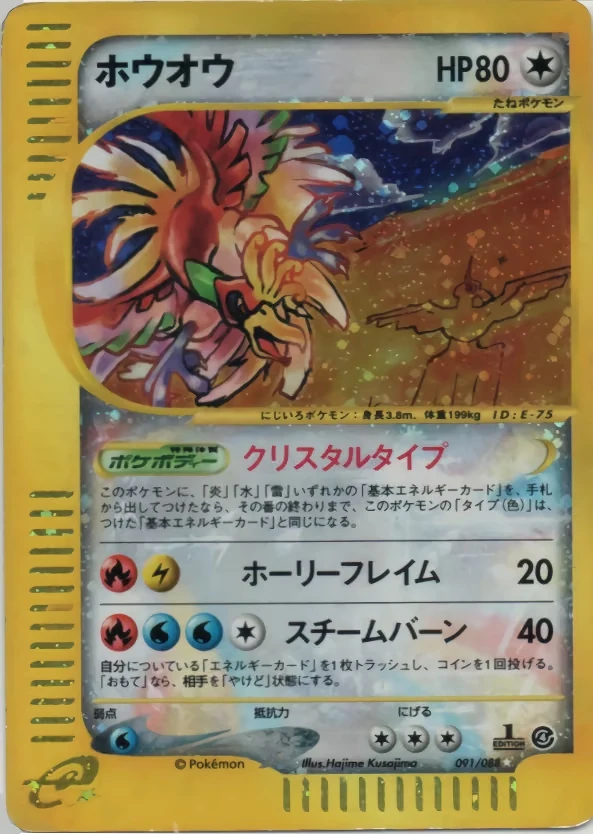 ホウオウ HP80
たねポケモン
にじいろポケモン：身長3.8m、体重199kg ID:E-75
ポケボディー 特殊体質 クリスタルタイプ
このポケモンに、「炎」「水」「雷」いずれかの「基本エネルギーカード」を、手札
から出してつけたなら、その番の終わりまで、このポケモンの「タイプ（色）」は、
つけた「基本エネルギーカード」と同じになる。
ホーリーフレイム 20
スチームバーン 40
自分についている「エネルギーカード」を1枚トラッシュし、コインを1回投げる。
「おもて」なら、相手を「やけど」状態にする。
弱点 抵抗力 にげる
1 EDITION
©Pokémon Illus.Hajime Kusajima 091/088
e